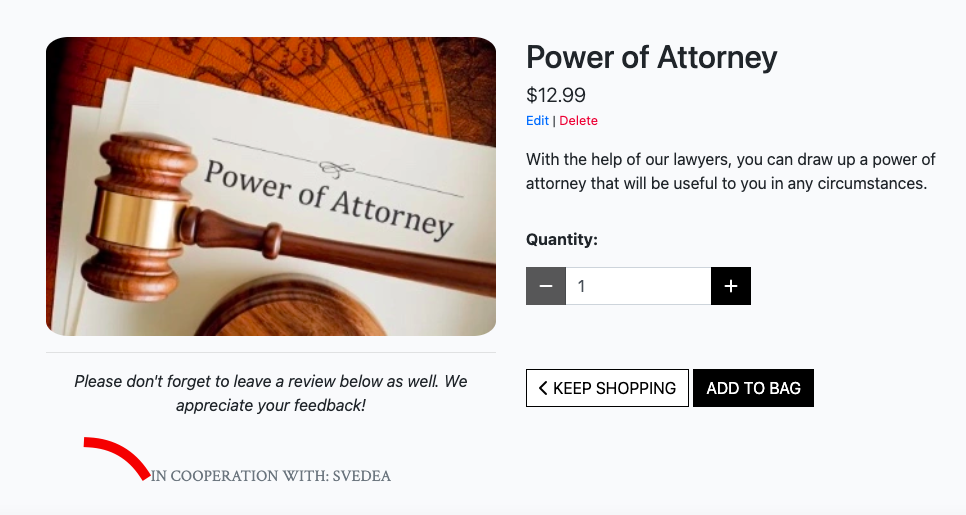 Power of Attorney
Power of Attorney
$12.99
Edit | Delete
With the help of our lawyers, you can draw up a power of
attorney that will be useful to you in any circumstances.
Quantity:
1
KEEP SHOPPING
ADD TO BAG
Please don't forget to leave a review below as well. We
appreciate your feedback!
IN COOPERATION WITH: SVEDEA